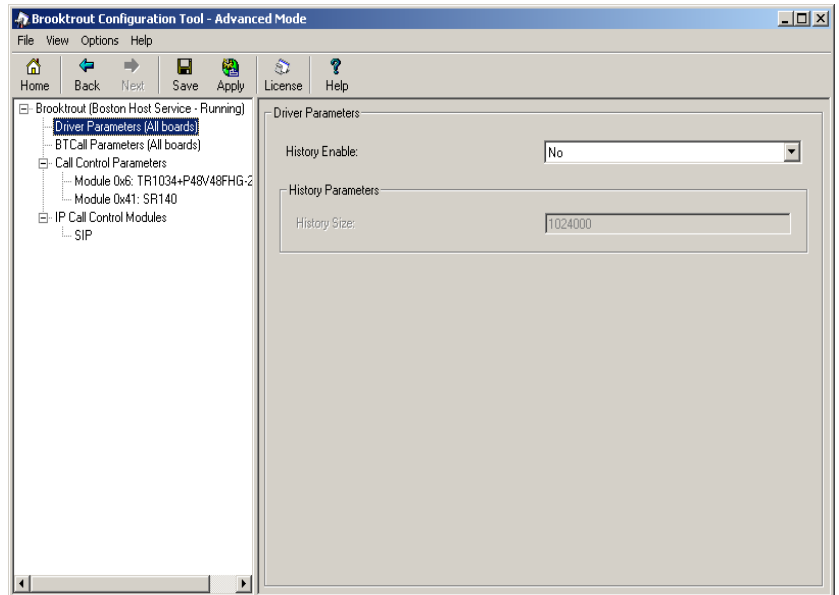 Brooktrout Configuration Tool - Advanced Mode
File View Options Help
Home Back Next Save Apply License Help
Brooktrout (Boston Host Service - Running)
Driver Parameters (All boards)
BTCall Parameters (All boards)
Call Control Parameters
Module 0x6: TR1034+P48V48FHG-2
Module 0x41: SR140
IP Call Control Modules
SIP
Driver Parameters
History Enable: No
History Parameters
History Size: 1024000